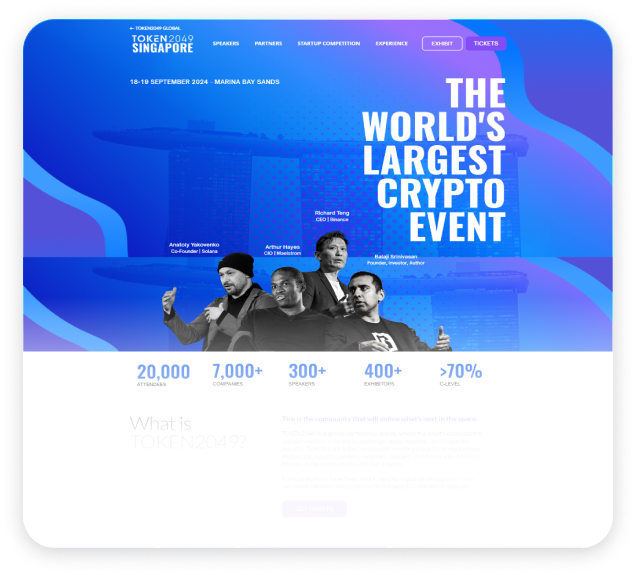 ← TOKEN2049 GLOBAL
TOKEN2049
SINGAPORE
SPEAKERS
PARTNERS
STARTUP COMPETITION
EXPERIENCE
EXHIBIT
TICKETS
18-19 SEPTEMBER 2024 - MARINA BAY SANDS
THE
WORLD'S
LARGEST
CRYPTO
EVENT
Richard Teng
CEO | Binance
Anatoly Yakovenko
Co-Founder | Solana
Arthur Hayes
CIO | Maelstrom
Balaji Srinivasan
Founder, Investor, Author
20,000
ATTENDEES
7,000+
COMPANIES
300+
SPEAKERS
400+
EXHIBITORS
>70%
C-LEVEL
What is
TOKEN2049?
This is the community that will define what's next in the space.